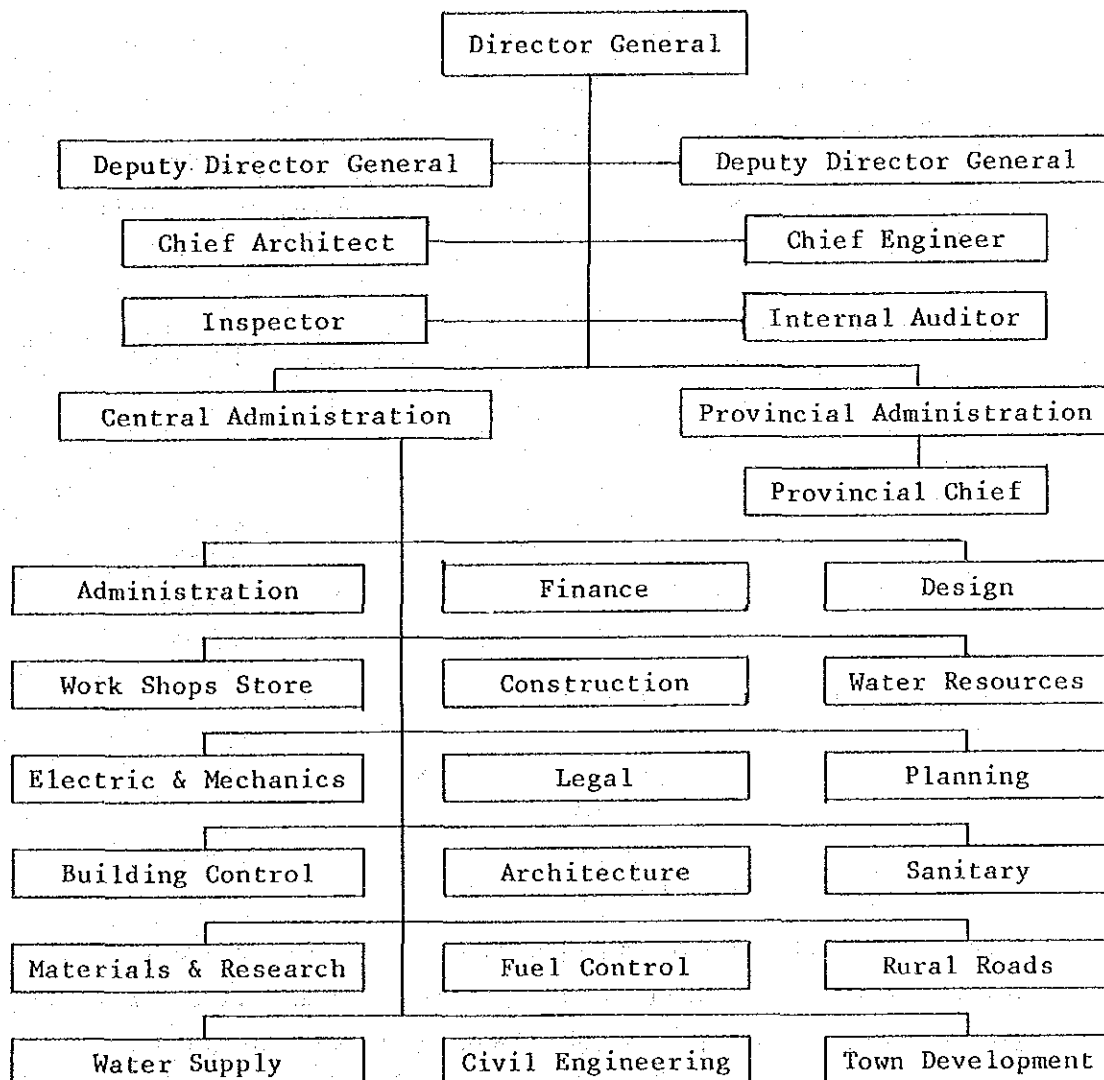 Director General
Deputy Director General
Deputy Director General
Chief Architect
Chief Engineer
Inspector
Internal Auditor
Central Administration
Provincial Administration
Provincial Chief
Administration
Finance
Design
Work Shops Store
Construction
Water Resources
Electric & Mechanics
Legal
Planning
Building Control
Architecture
Sanitary
Materials & Research
Fuel Control
Rural Roads
Water Supply
Civil Engineering
Town Development